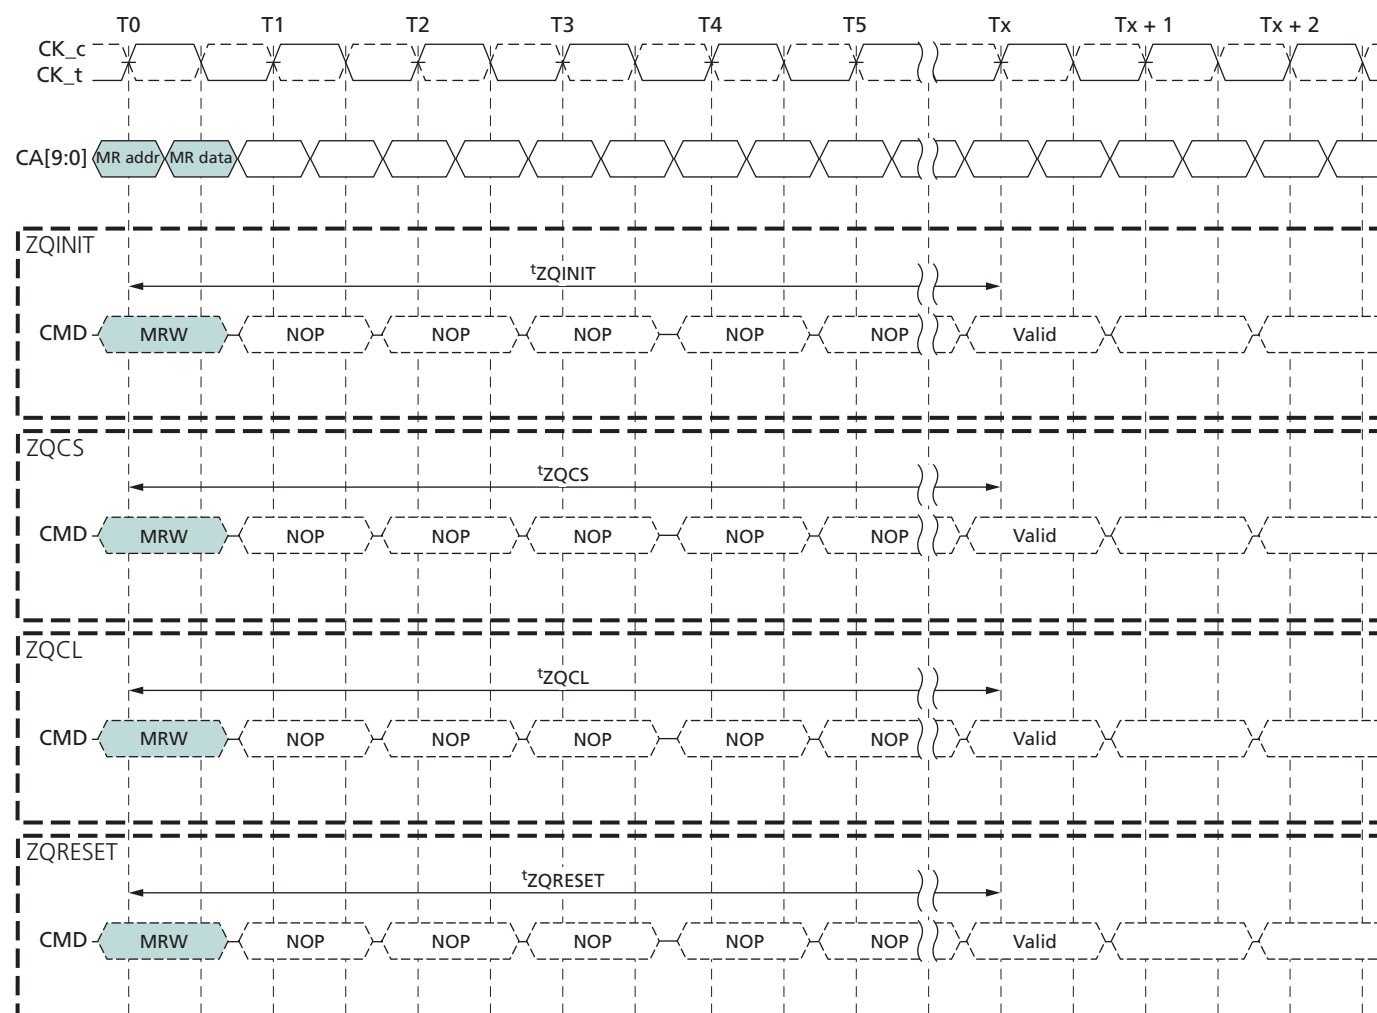 T0 T1 T2 T3 T4 T5 Tx Tx + 1 Tx + 2
CK_c
CK_t
CA[9:0] MR addr MR data
ZQINIT
tZQINIT
CMD MRW NOP NOP NOP NOP NOP Valid
ZQCS
tZQCS
CMD MRW NOP NOP NOP NOP NOP Valid
ZQCL
tZQCL
CMD MRW NOP NOP NOP NOP NOP Valid
ZQRESET
tZQRESET
CMD MRW NOP NOP NOP NOP NOP Valid